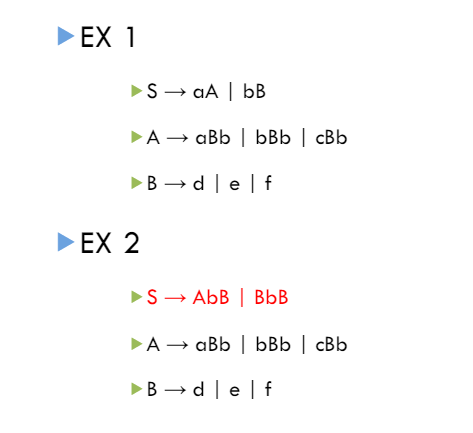 EX 1
S → aA | bB
A → aBb | bBb | cBb
B → d | e | f
EX 2
S → AbB | BbB
A → aBb | bBb | cBb
B → d | e | f